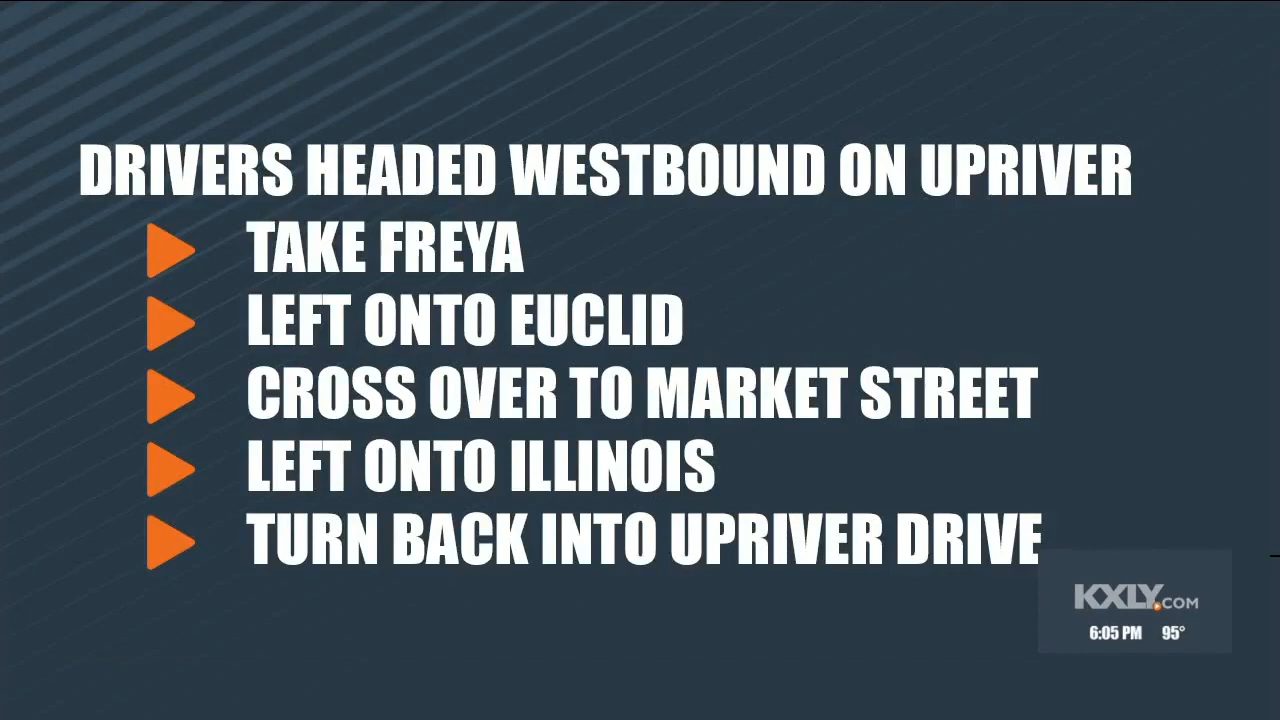 DRIVERS HEADED WESTBOUND ON UPRIVER
TAKE FREYA
LEFT ONTO EUCLID
CROSS OVER TO MARKET STREET
LEFT ONTO ILLINOIS
TURN BACK INTO UPRIVER DRIVE
KXLY.COM
6:05 PM 95°